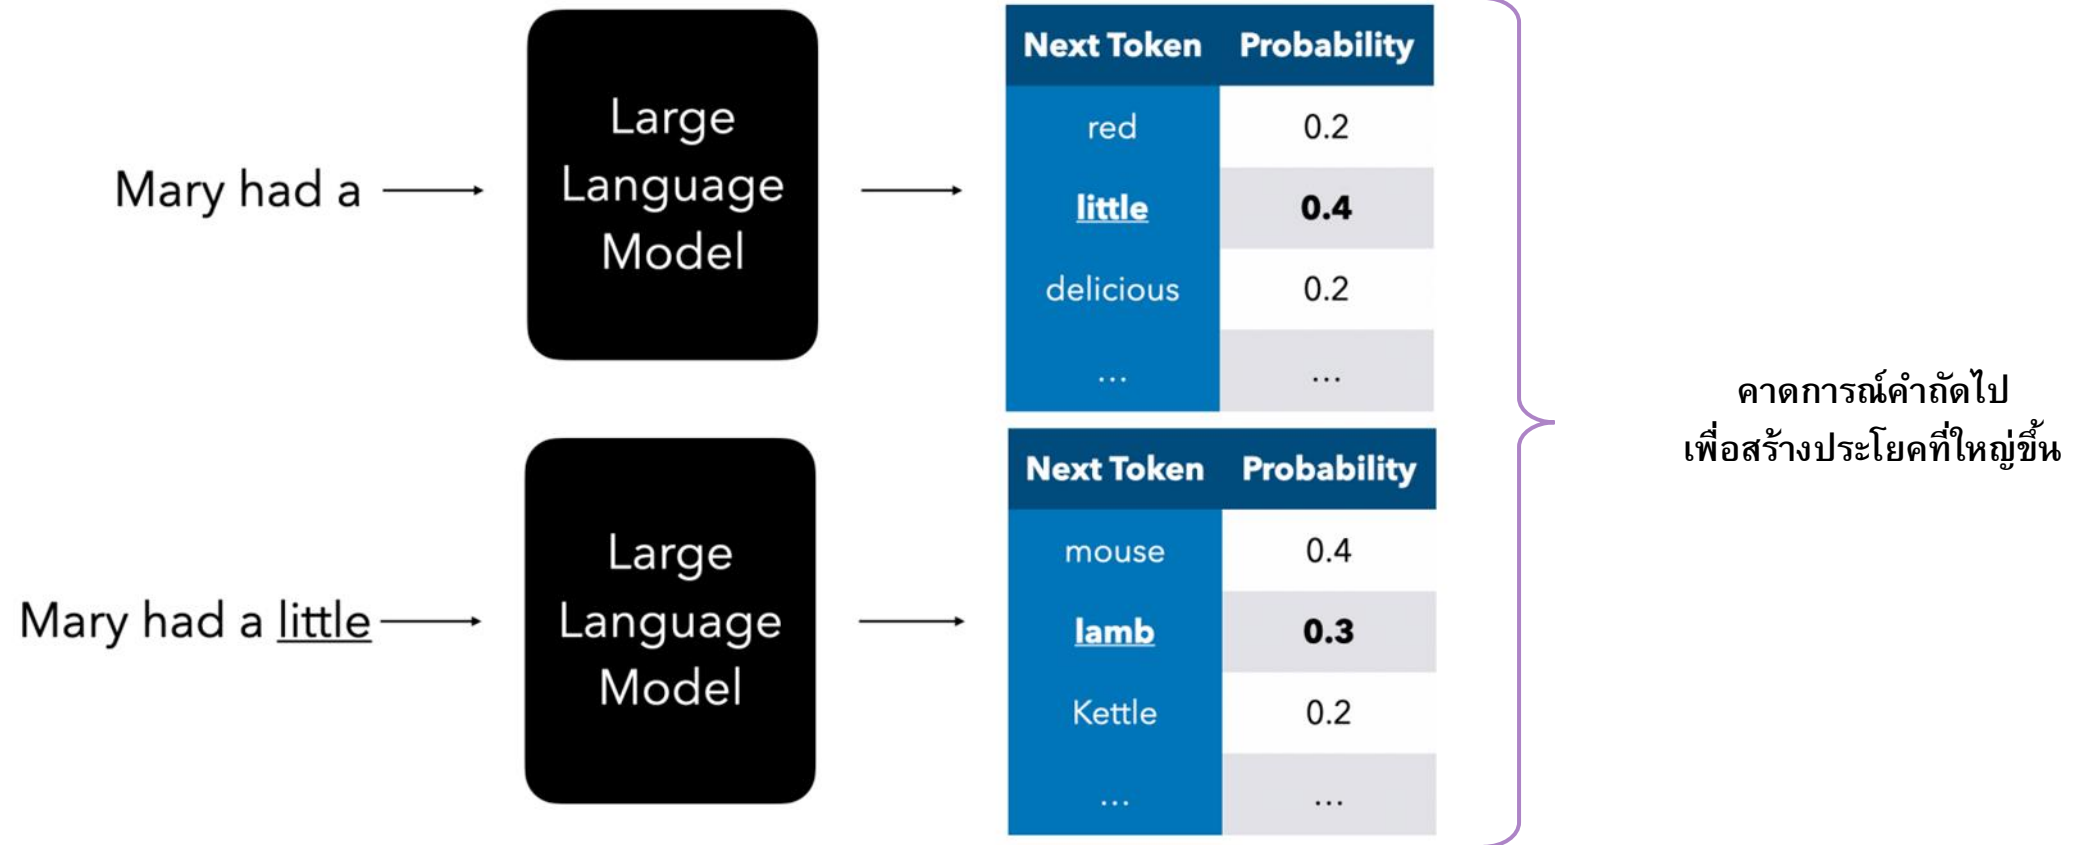 Mary had a
Large
Language
Model
Next Token Probability
red 0.2
little 0.4
delicious 0.2
... ...
Mary had a little
Large
Language
Model
Next Token Probability
mouse 0.4
lamb 0.3
Kettle 0.2
... ...
คาดการณ์คำถัดไป
เพื่อสร้างประโยคที่ใหญ่ขึ้น